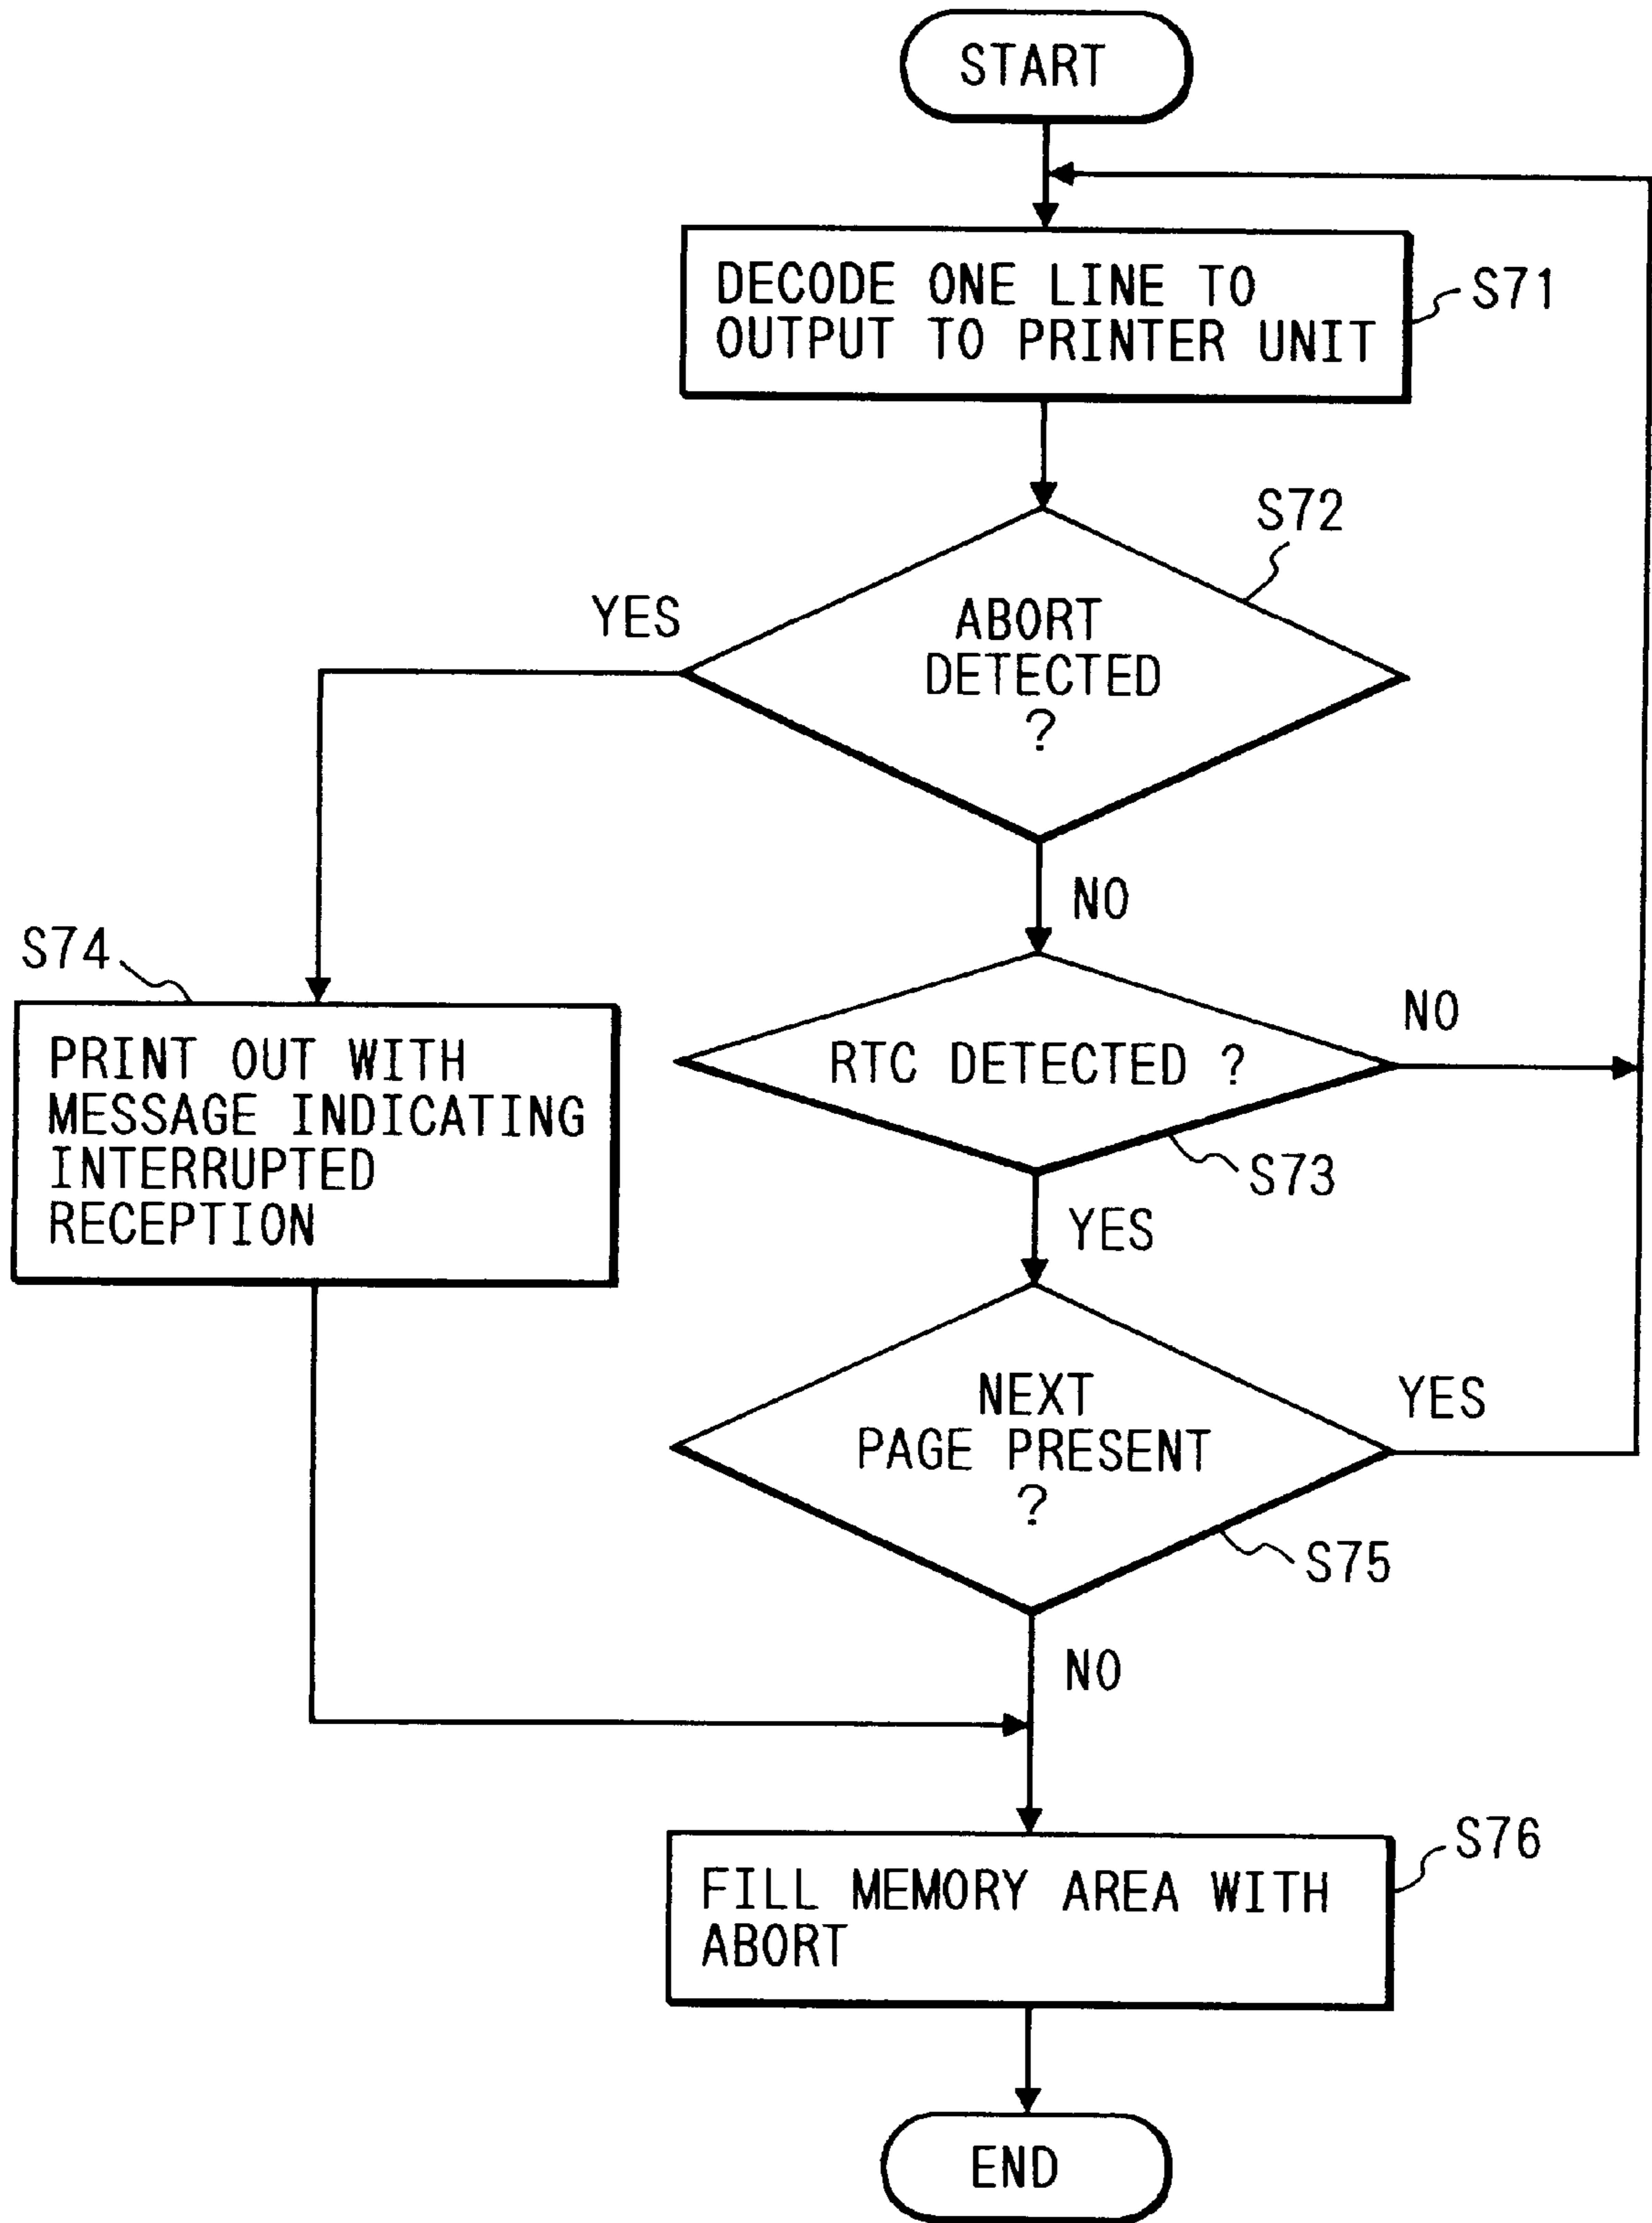 START
DECODE ONE LINE TO
OUTPUT TO PRINTER UNIT
S71
S72
YES
ABORT
DETECTED
?
NO
S74
PRINT OUT WITH
MESSAGE INDICATING
INTERRUPTED
RECEPTION
NO
RTC DETECTED ?
S73
YES
NEXT
PAGE PRESENT
?
YES
S75
NO
S76
FILL MEMORY AREA WITH
ABORT
END